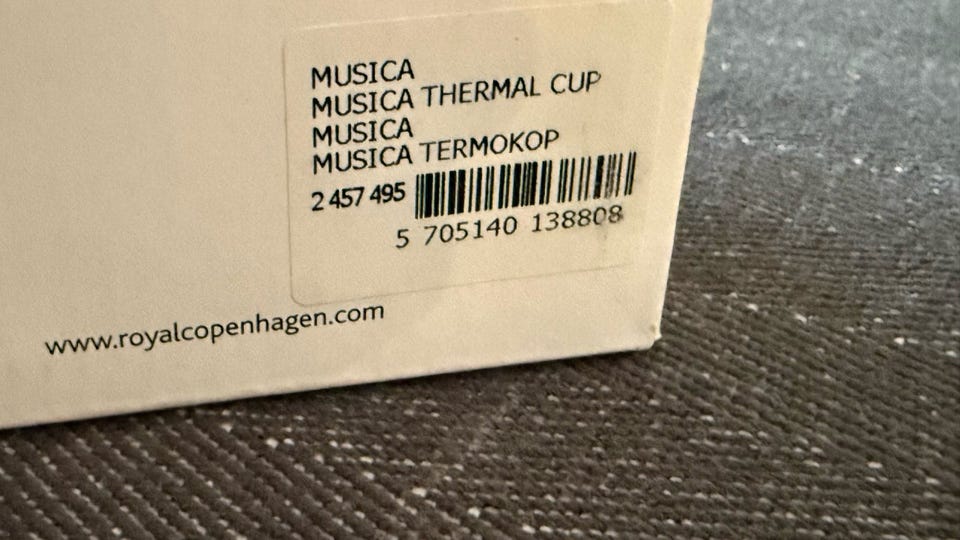 MUSICA
MUSICA THERMAL CUP
MUSICA
MUSICA TERMOKOP
2 457 495
5 705140 138808
www.royalcopenhagen.com